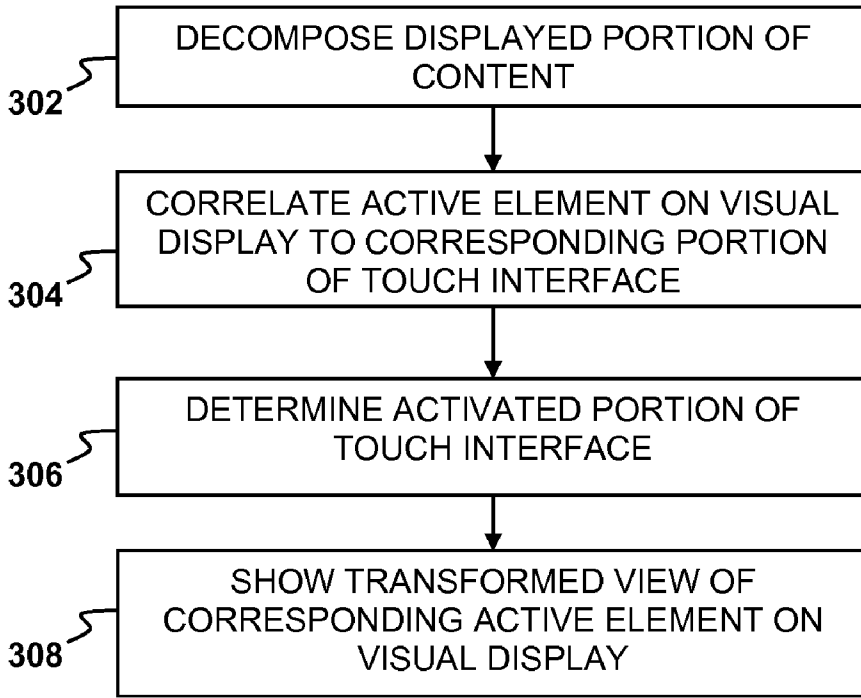 DECOMPOSE DISPLAYED PORTION OF
CONTENT
302
CORRELATE ACTIVE ELEMENT ON VISUAL
DISPLAY TO CORRESPONDING PORTION
OF TOUCH INTERFACE
304
DETERMINE ACTIVATED PORTION OF
TOUCH INTERFACE
306
SHOW TRANSFORMED VIEW OF
CORRESPONDING ACTIVE ELEMENT ON
VISUAL DISPLAY
308